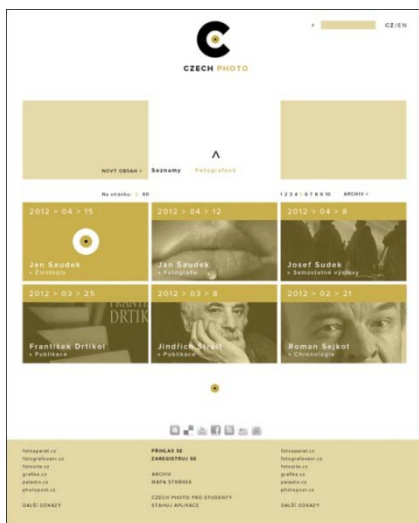 CZ/EN
CZECH PHOTO
NOVÝ OBSAH >
Seznamy
Fotografové
Na stránku: 6 60
1 2 3 4 5 6 7 8 9 10
ARCHIV >
2012 > 04 > 15
Jan Saudek
» Životopis
2012 > 04 > 12
Jan Saudek
» Fotografie
2012 > 04 > 8
Josef Sudek
» Samostatné výstavy
2012 > 03 > 25
František Drtikol
» Publikace
2012 > 03 > 8
Jindřich Štreit
» Publikace
2012 > 02 > 21
Roman Sejkot
» Chronologie
fotoaparat.cz
fotografovani.cz
grafika.cz
paladix.cz
photopost.cz
DALŠÍ ODKAZY
PŘIHLAS SE
ZAREGISTRUJ SE
ARCHIV
MAPA STRÁNEK
CZECH PHOTO PRO STUDENTY
STAHUJ APLIKACE
fotoaparat.cz
fotografovani.cz
grafika.cz
paladix.cz
photopost.cz
DALŠÍ ODKAZY